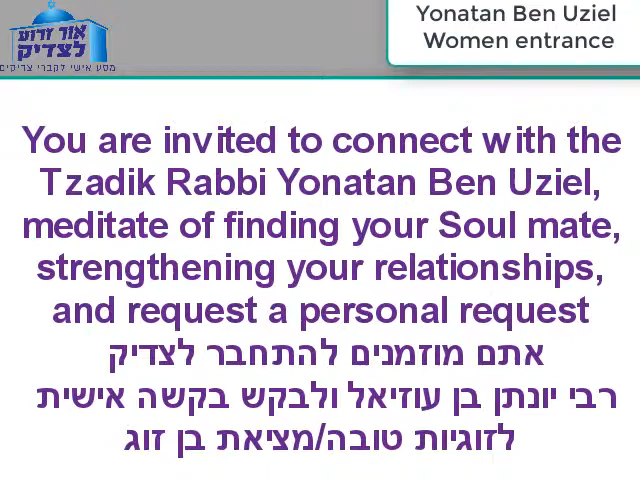 אור זרוע
לצדיק
מסע אישי לקברי צדיקים
Yonatan Ben Uziel
Women entrance
You are invited to connect with the
Tzadik Rabbi Yonatan Ben Uziel,
meditate of finding your Soul mate,
strengthening your relationships,
and request a personal request
אתם מוזמנים להתחבר לצדיק
רבי יונתן בן עוזיאל ולבקש בקשה אישית
לזוגיות טובה/מציאת בן זוג